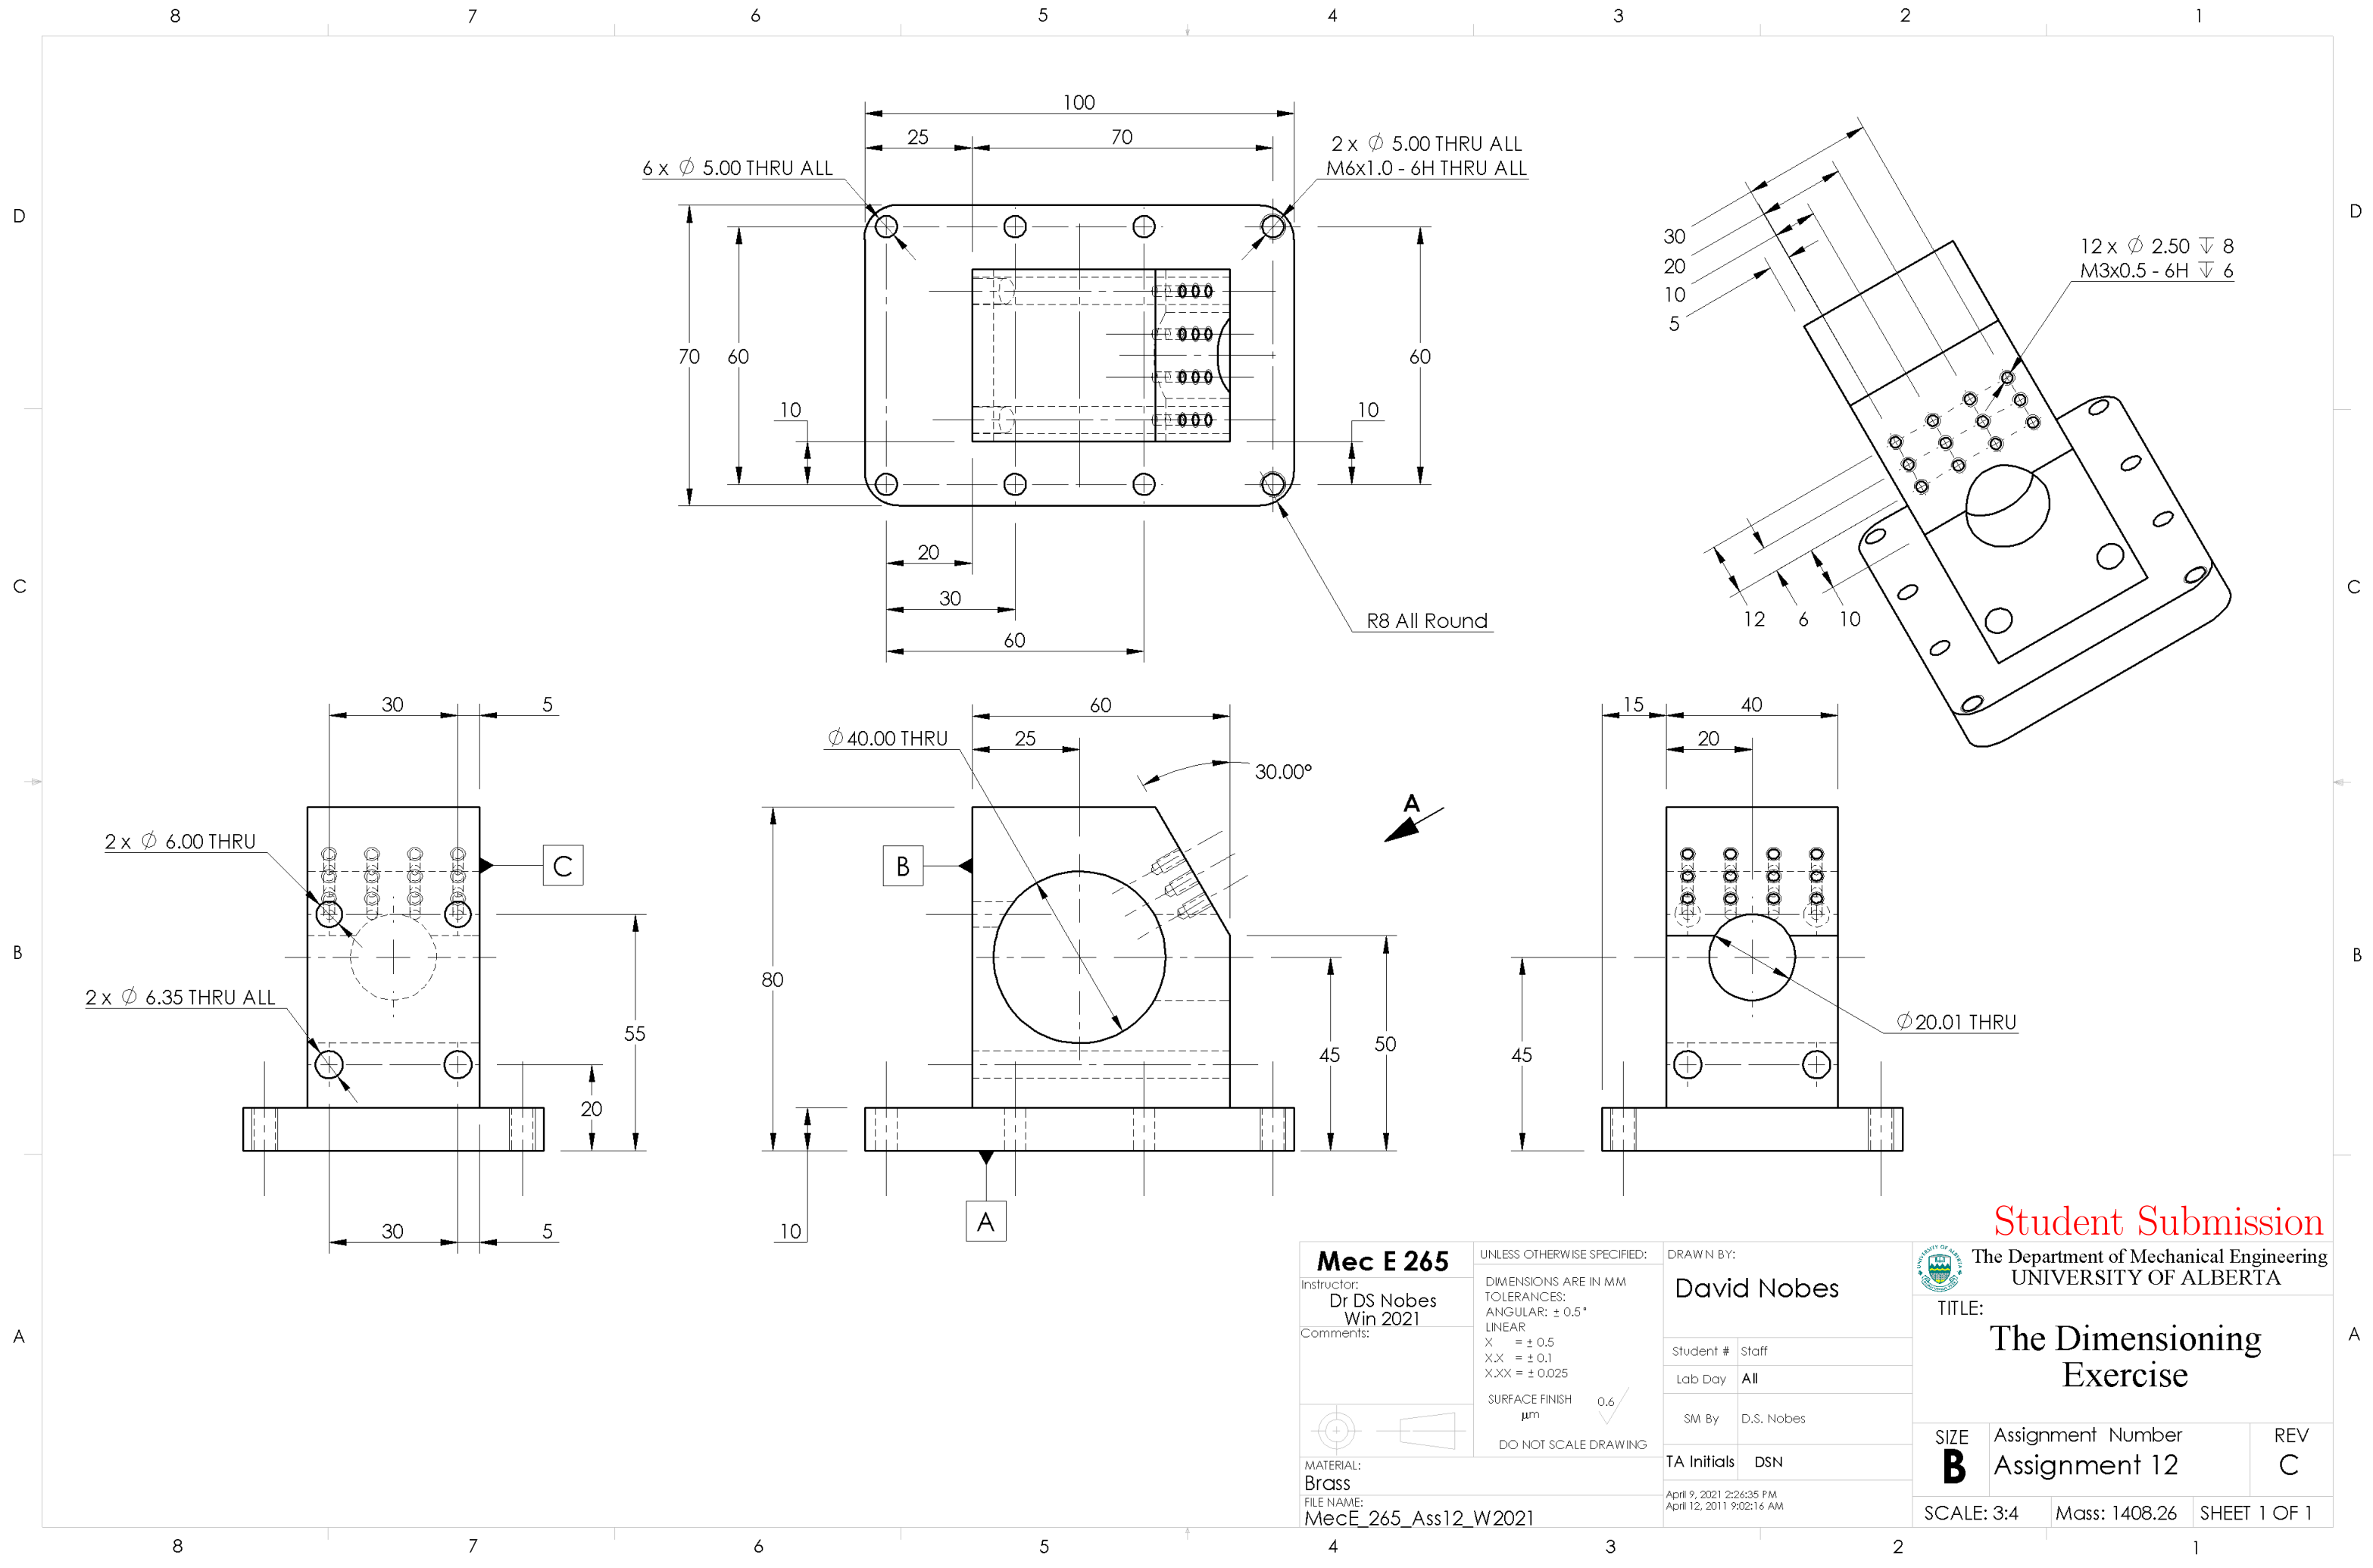 8 7 6 5 4 3 2 1
D
D
C
C
B
B
A
A
100
25
70
6 x ∅ 5.00 THRU ALL
2 x ∅ 5.00 THRU ALL
M6x1.0 - 6H THRU ALL
70
60
10
60
10
20
30
60
R8 All Round
30
20
10
5
12 x ∅ 2.50 ↧ 8
M3x0.5 - 6H ↧ 6
12
6
10
30
5
2 x ∅ 6.00 THRU
C
2 x ∅ 6.35 THRU ALL
55
20
30
5
60
∅40.00 THRU
25
30.00°
A
B
80
45
50
10
A
15
40
20
45
∅20.01 THRU
Student Submission
Mec E 265
Instructor:
Dr DS Nobes
Win 2021
Comments:
UNLESS OTHERWISE SPECIFIED:
DIMENSIONS ARE IN MM
TOLERANCES:
ANGULAR: ± 0.5°
LINEAR
X = ± 0.5
X.X = ± 0.1
X.XX = ± 0.025
SURFACE FINISH 0.6
µm
DO NOT SCALE DRAWING
MATERIAL:
Brass
FILE NAME:
MecE_265_Ass12_W2021
DRAWN BY:
David Nobes
Student # Staff
Lab Day All
SM By D.S. Nobes
TA Initials DSN
April 9, 2021 2:26:35 PM
April 12, 2011 9:02:16 AM
The Department of Mechanical Engineering
UNIVERSITY OF ALBERTA
TITLE:
The Dimensioning
Exercise
SIZE
B
Assignment Number
Assignment 12
REV
C
SCALE: 3:4
Mass: 1408.26
SHEET 1 OF 1
8 7 6 5 4 3 2 1